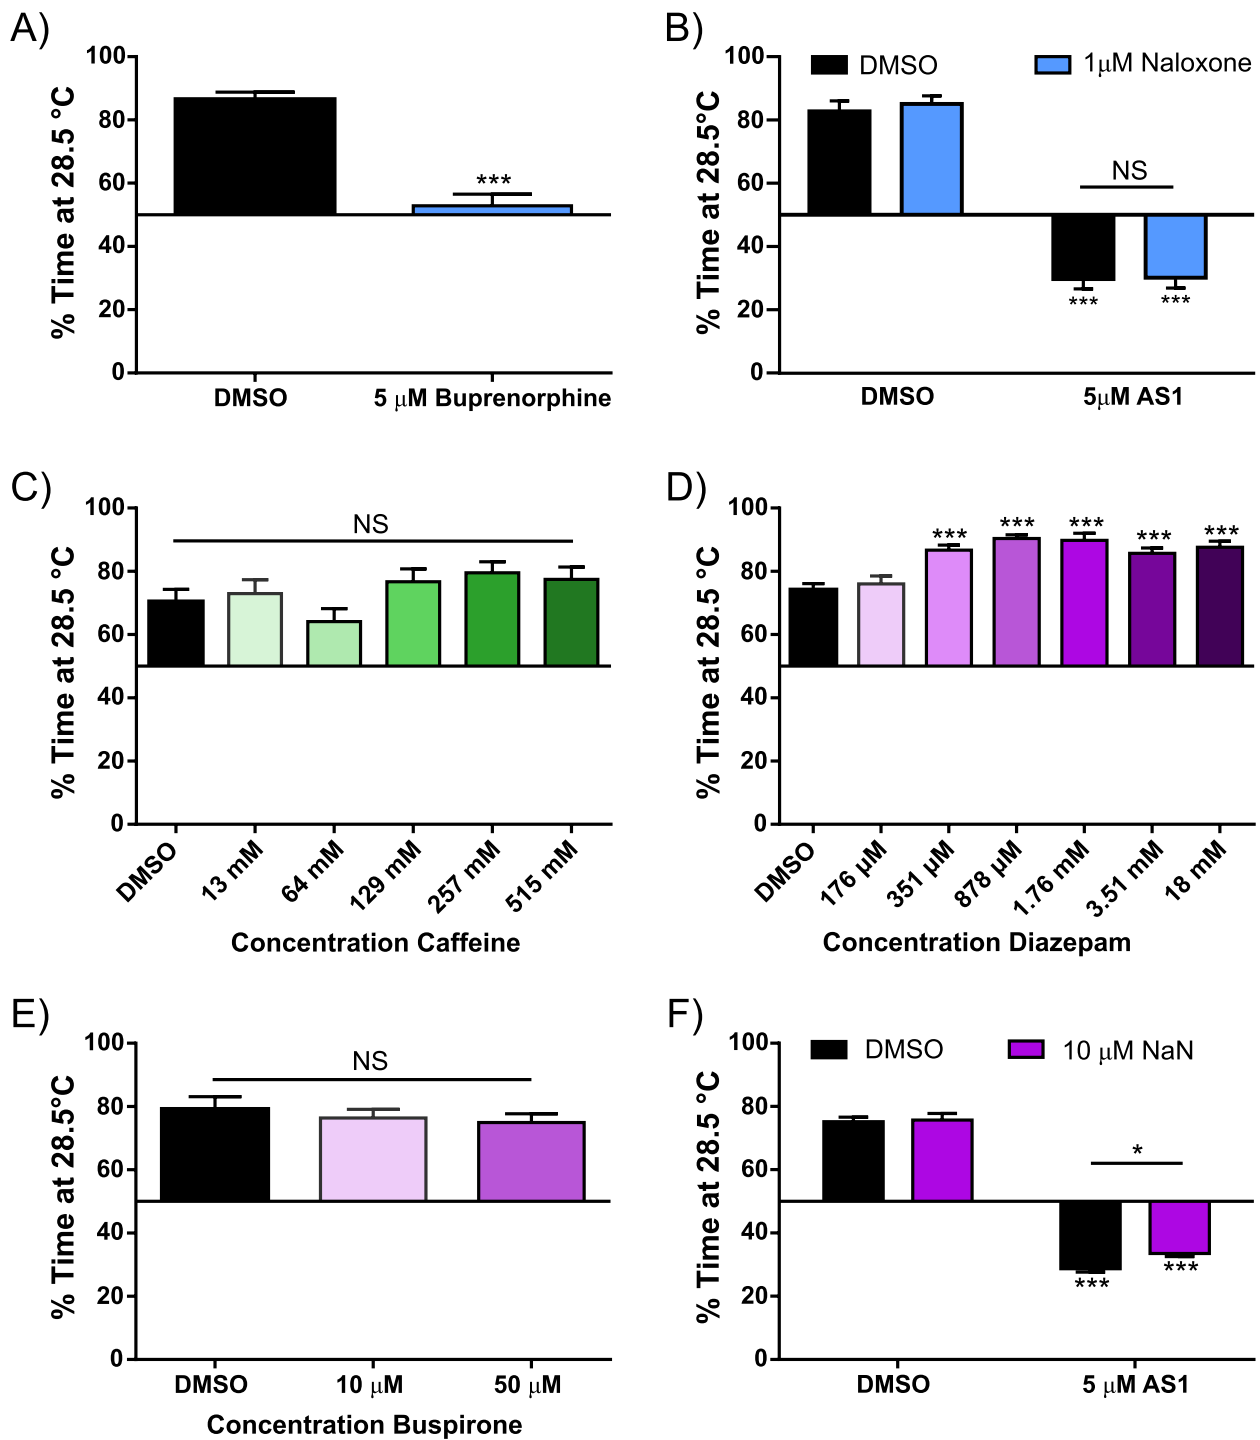 A)
% Time at 28.5 °C
100
80
60
40
20
0
***
DMSO
5 μM Buprenorphine
B)
% Time at 28.5°C
100
80
60
40
20
0
DMSO
1μM Naloxone
NS
***
***
DMSO
5μM AS1
C)
% Time at 28.5 °C
100
80
60
40
20
0
NS
DMSO
13 mM
64 mM
129 mM
257 mM
515 mM
Concentration Caffeine
D)
% Time at 28.5 °C
100
80
60
40
20
0
***
***
***
***
***
DMSO
176 μM
351 μM
878 μM
1.76 mM
3.51 mM
18 mM
Concentration Diazepam
E)
% Time at 28.5°C
100
80
60
40
20
0
NS
DMSO
10 μM
50 μM
Concentration Buspirone
F)
% Time at 28.5 °C
100
80
60
40
20
0
DMSO
10 μM NaN
*
***
***
DMSO
5 μM AS1